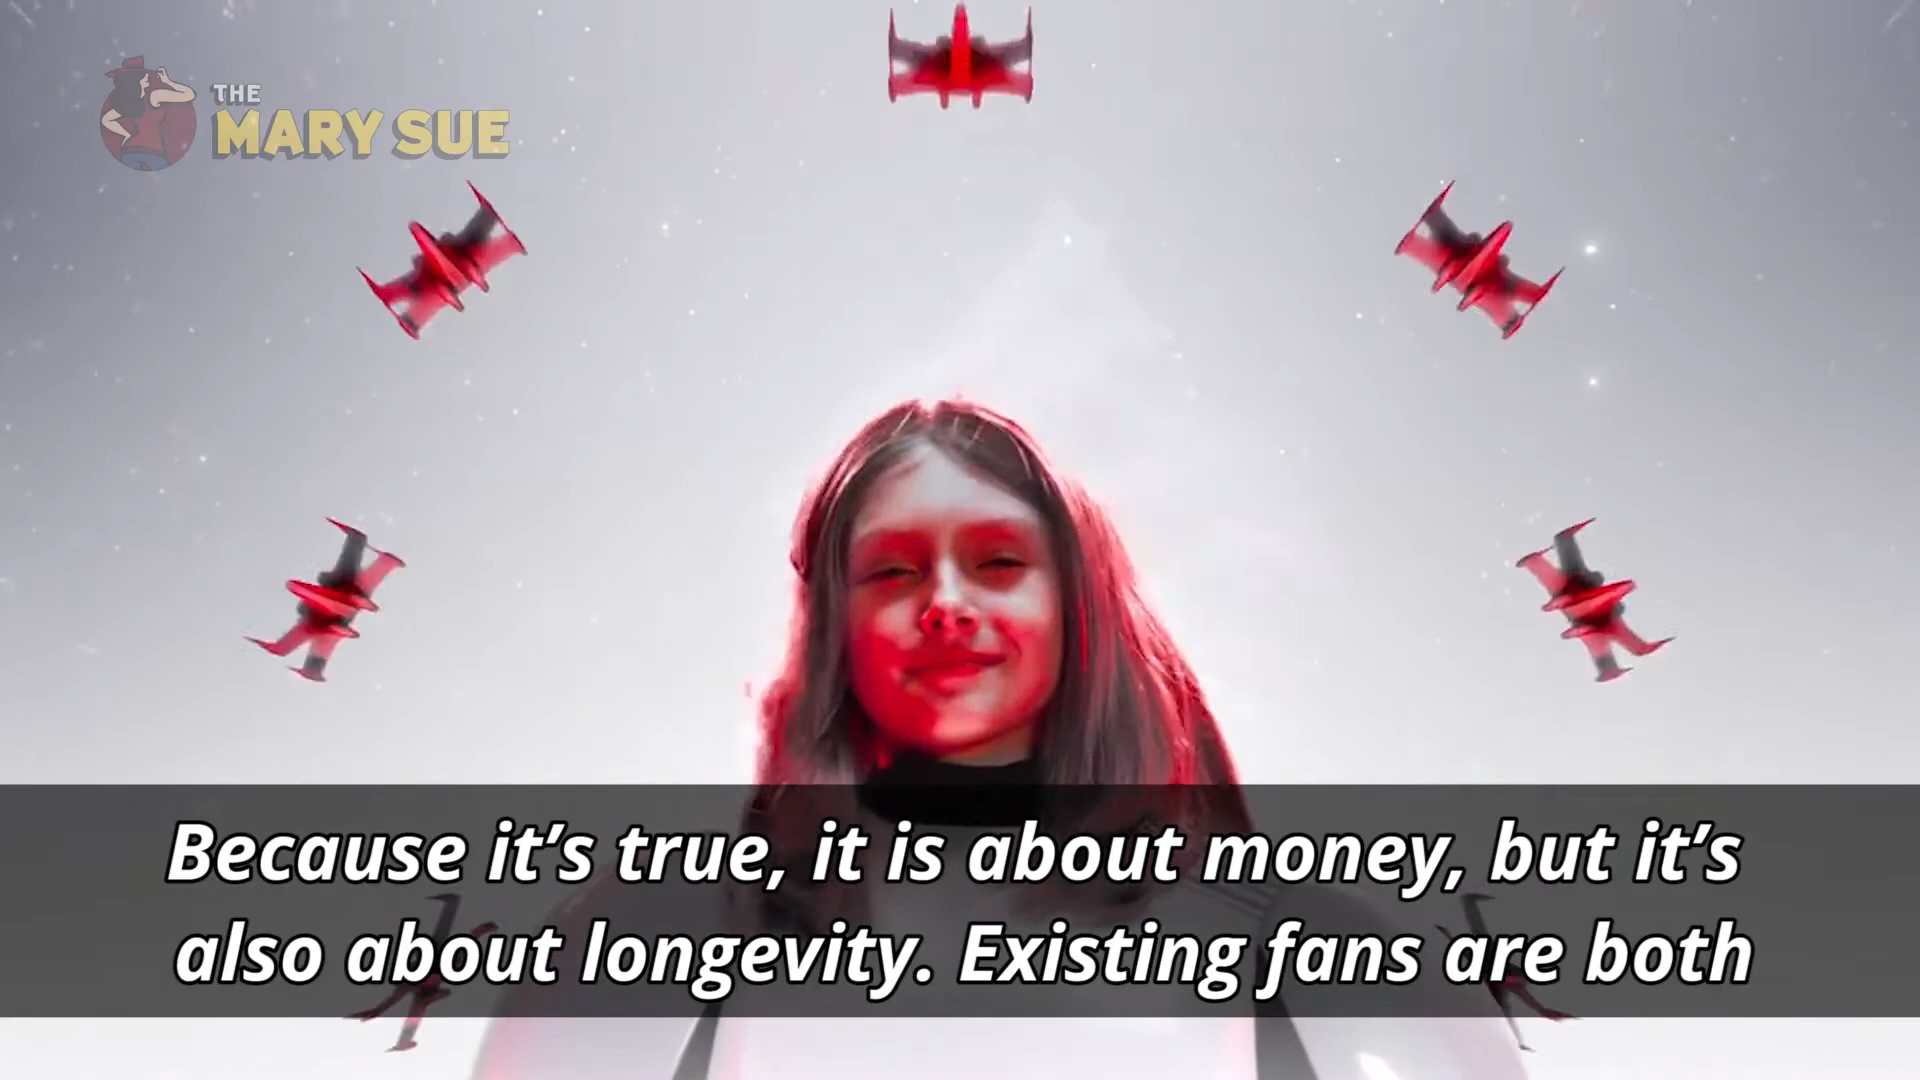 THE
MARY SUE
Because it’s true, it is about money, but it’s
also about longevity. Existing fans are both